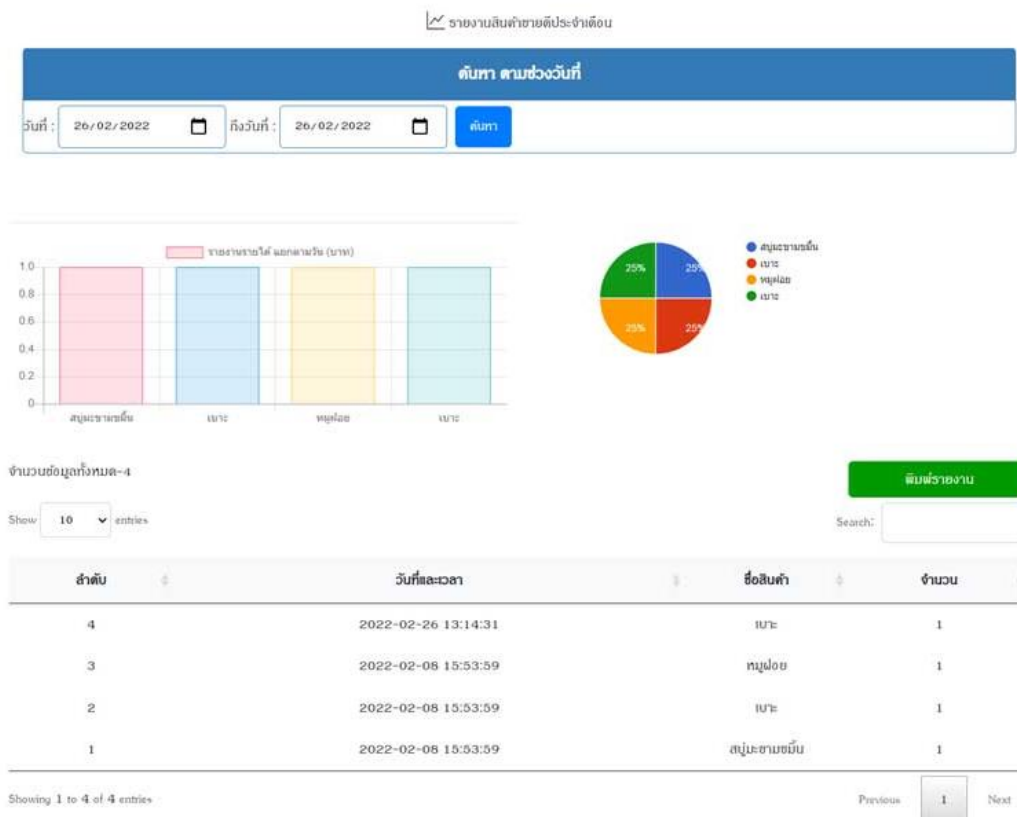 รายงานสินค้าขายดีประจำเดือน
ค้นหา ตามช่วงวันที่
วันที่ : 26/02/2022 ถึงวันที่ : 26/02/2022 ค้นหา
รายงานรายได้ แยกตามวัน (บาท)
1.0
0.8
0.6
0.4
0.2
0
สบู่มะขามขมิ้น เบาะ หมูฝอย เบาะ
25% 25%
25% 25%
สบู่มะขามขมิ้น
เบาะ
หมูฝอย
เบาะ
จำนวนข้อมูลทั้งหมด-4
พิมพ์รายงาน
Show 10 entries
Search:
ลำดับ วันที่และเวลา ชื่อสินค้า จำนวน
4 2022-02-26 13:14:31 เบาะ 1
3 2022-02-08 15:53:59 หมูฝอย 1
2 2022-02-08 15:53:59 เบาะ 1
1 2022-02-08 15:53:59 สบู่มะขามขมิ้น 1
Showing 1 to 4 of 4 entries
Previous 1 Next